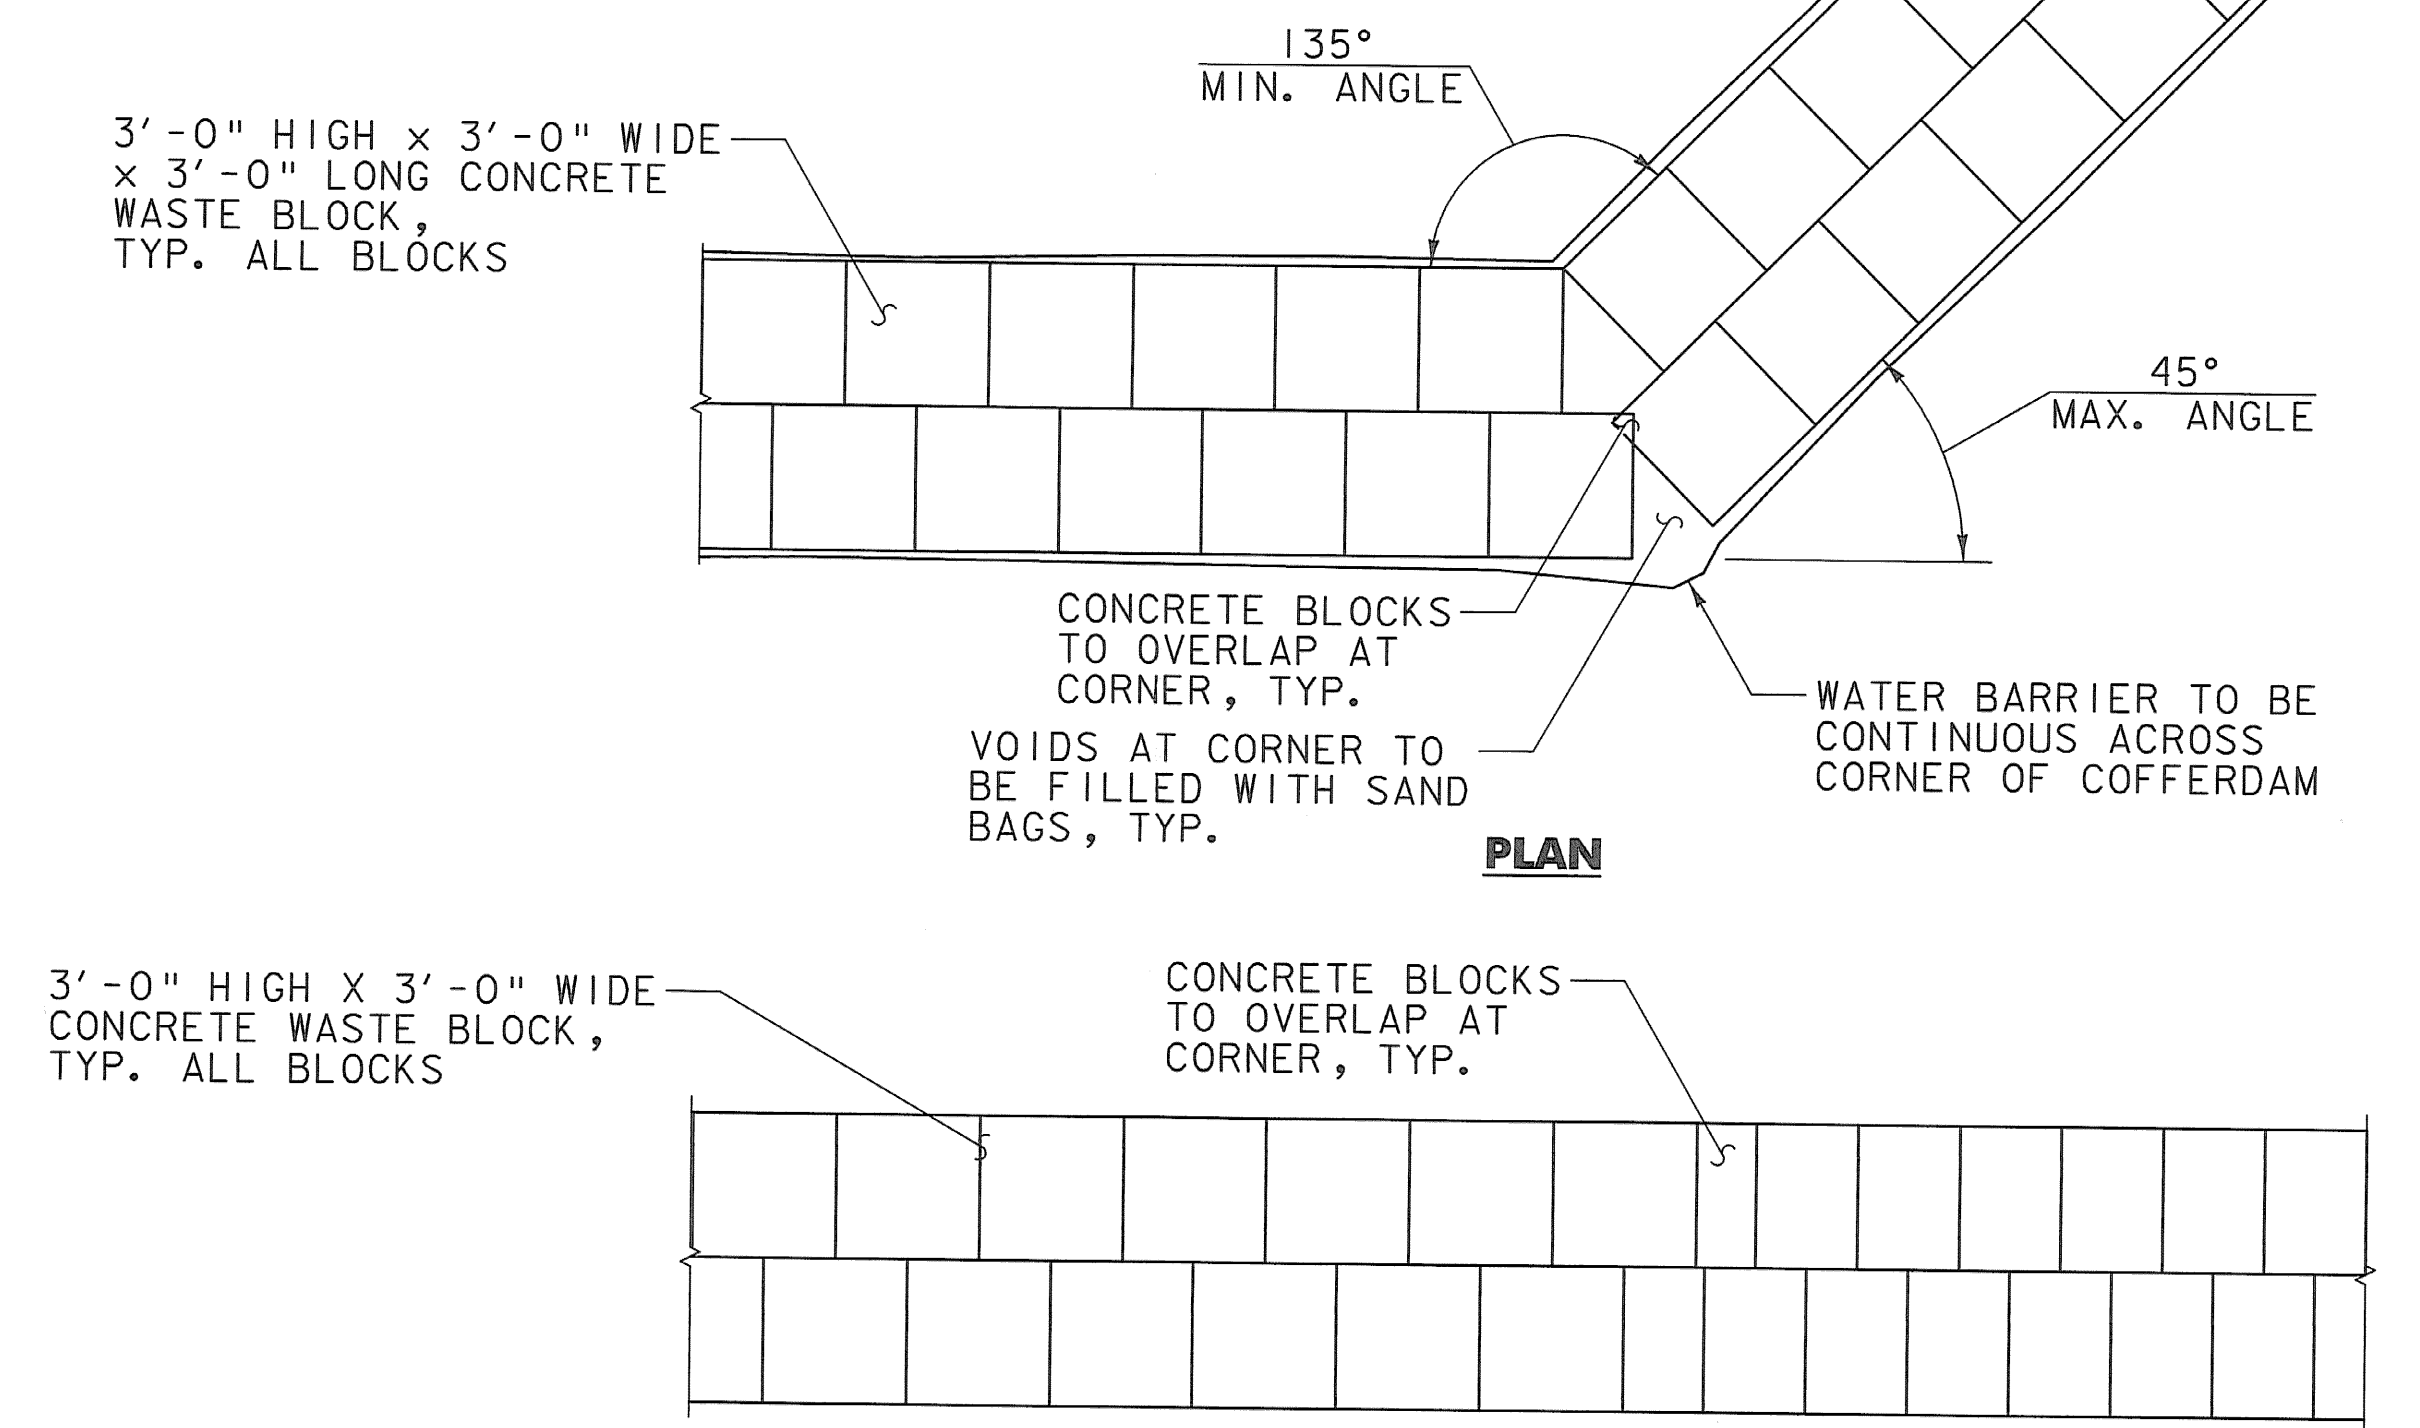 135°
MIN. ANGLE
3'-0" HIGH x 3'-0" WIDE
x 3'-0" LONG CONCRETE
WASTE BLOCK,
TYP. ALL BLOCKS
45°
MAX. ANGLE
CONCRETE BLOCKS
TO OVERLAP AT
CORNER, TYP.
VOIDS AT CORNER TO
BE FILLED WITH SAND
BAGS, TYP.
WATER BARRIER TO BE
CONTINUOUS ACROSS
CORNER OF COFFERDAM
PLAN
3'-0" HIGH X 3'-0" WIDE
CONCRETE WASTE BLOCK,
TYP. ALL BLOCKS
CONCRETE BLOCKS
TO OVERLAP AT
CORNER, TYP.